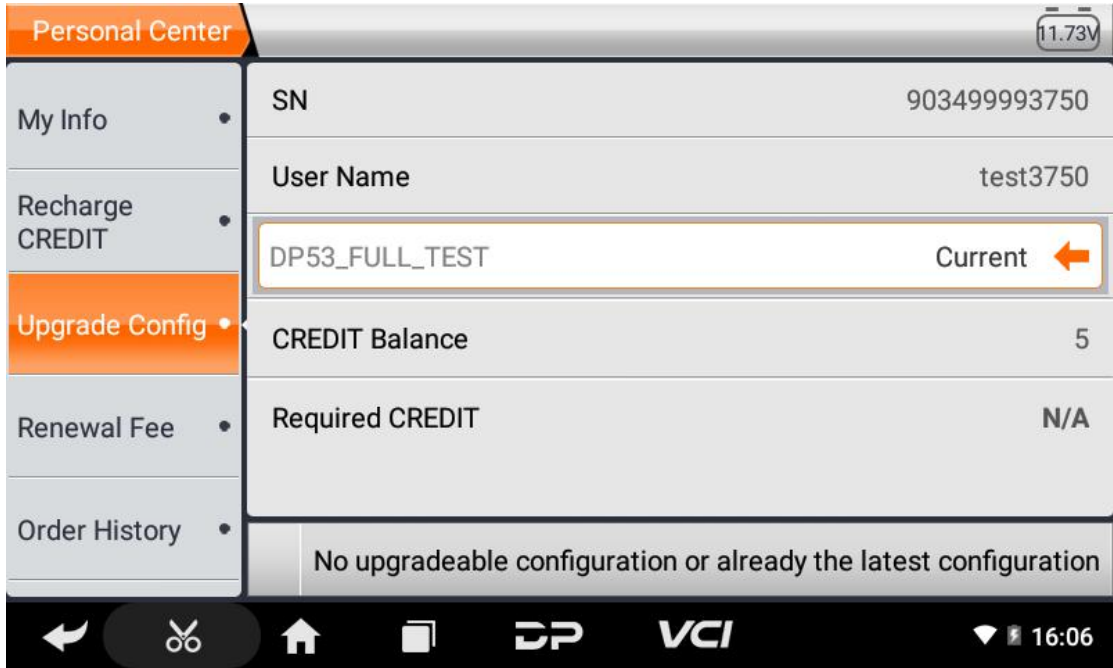 Personal Center
11.73V
My Info
Recharge
CREDIT
Upgrade Config
Renewal Fee
Order History
SN 903499993750
User Name test3750
DP53_FULL_TEST Current
CREDIT Balance 5
Required CREDIT N/A
No upgradeable configuration or already the latest configuration
DP VCI 16:06